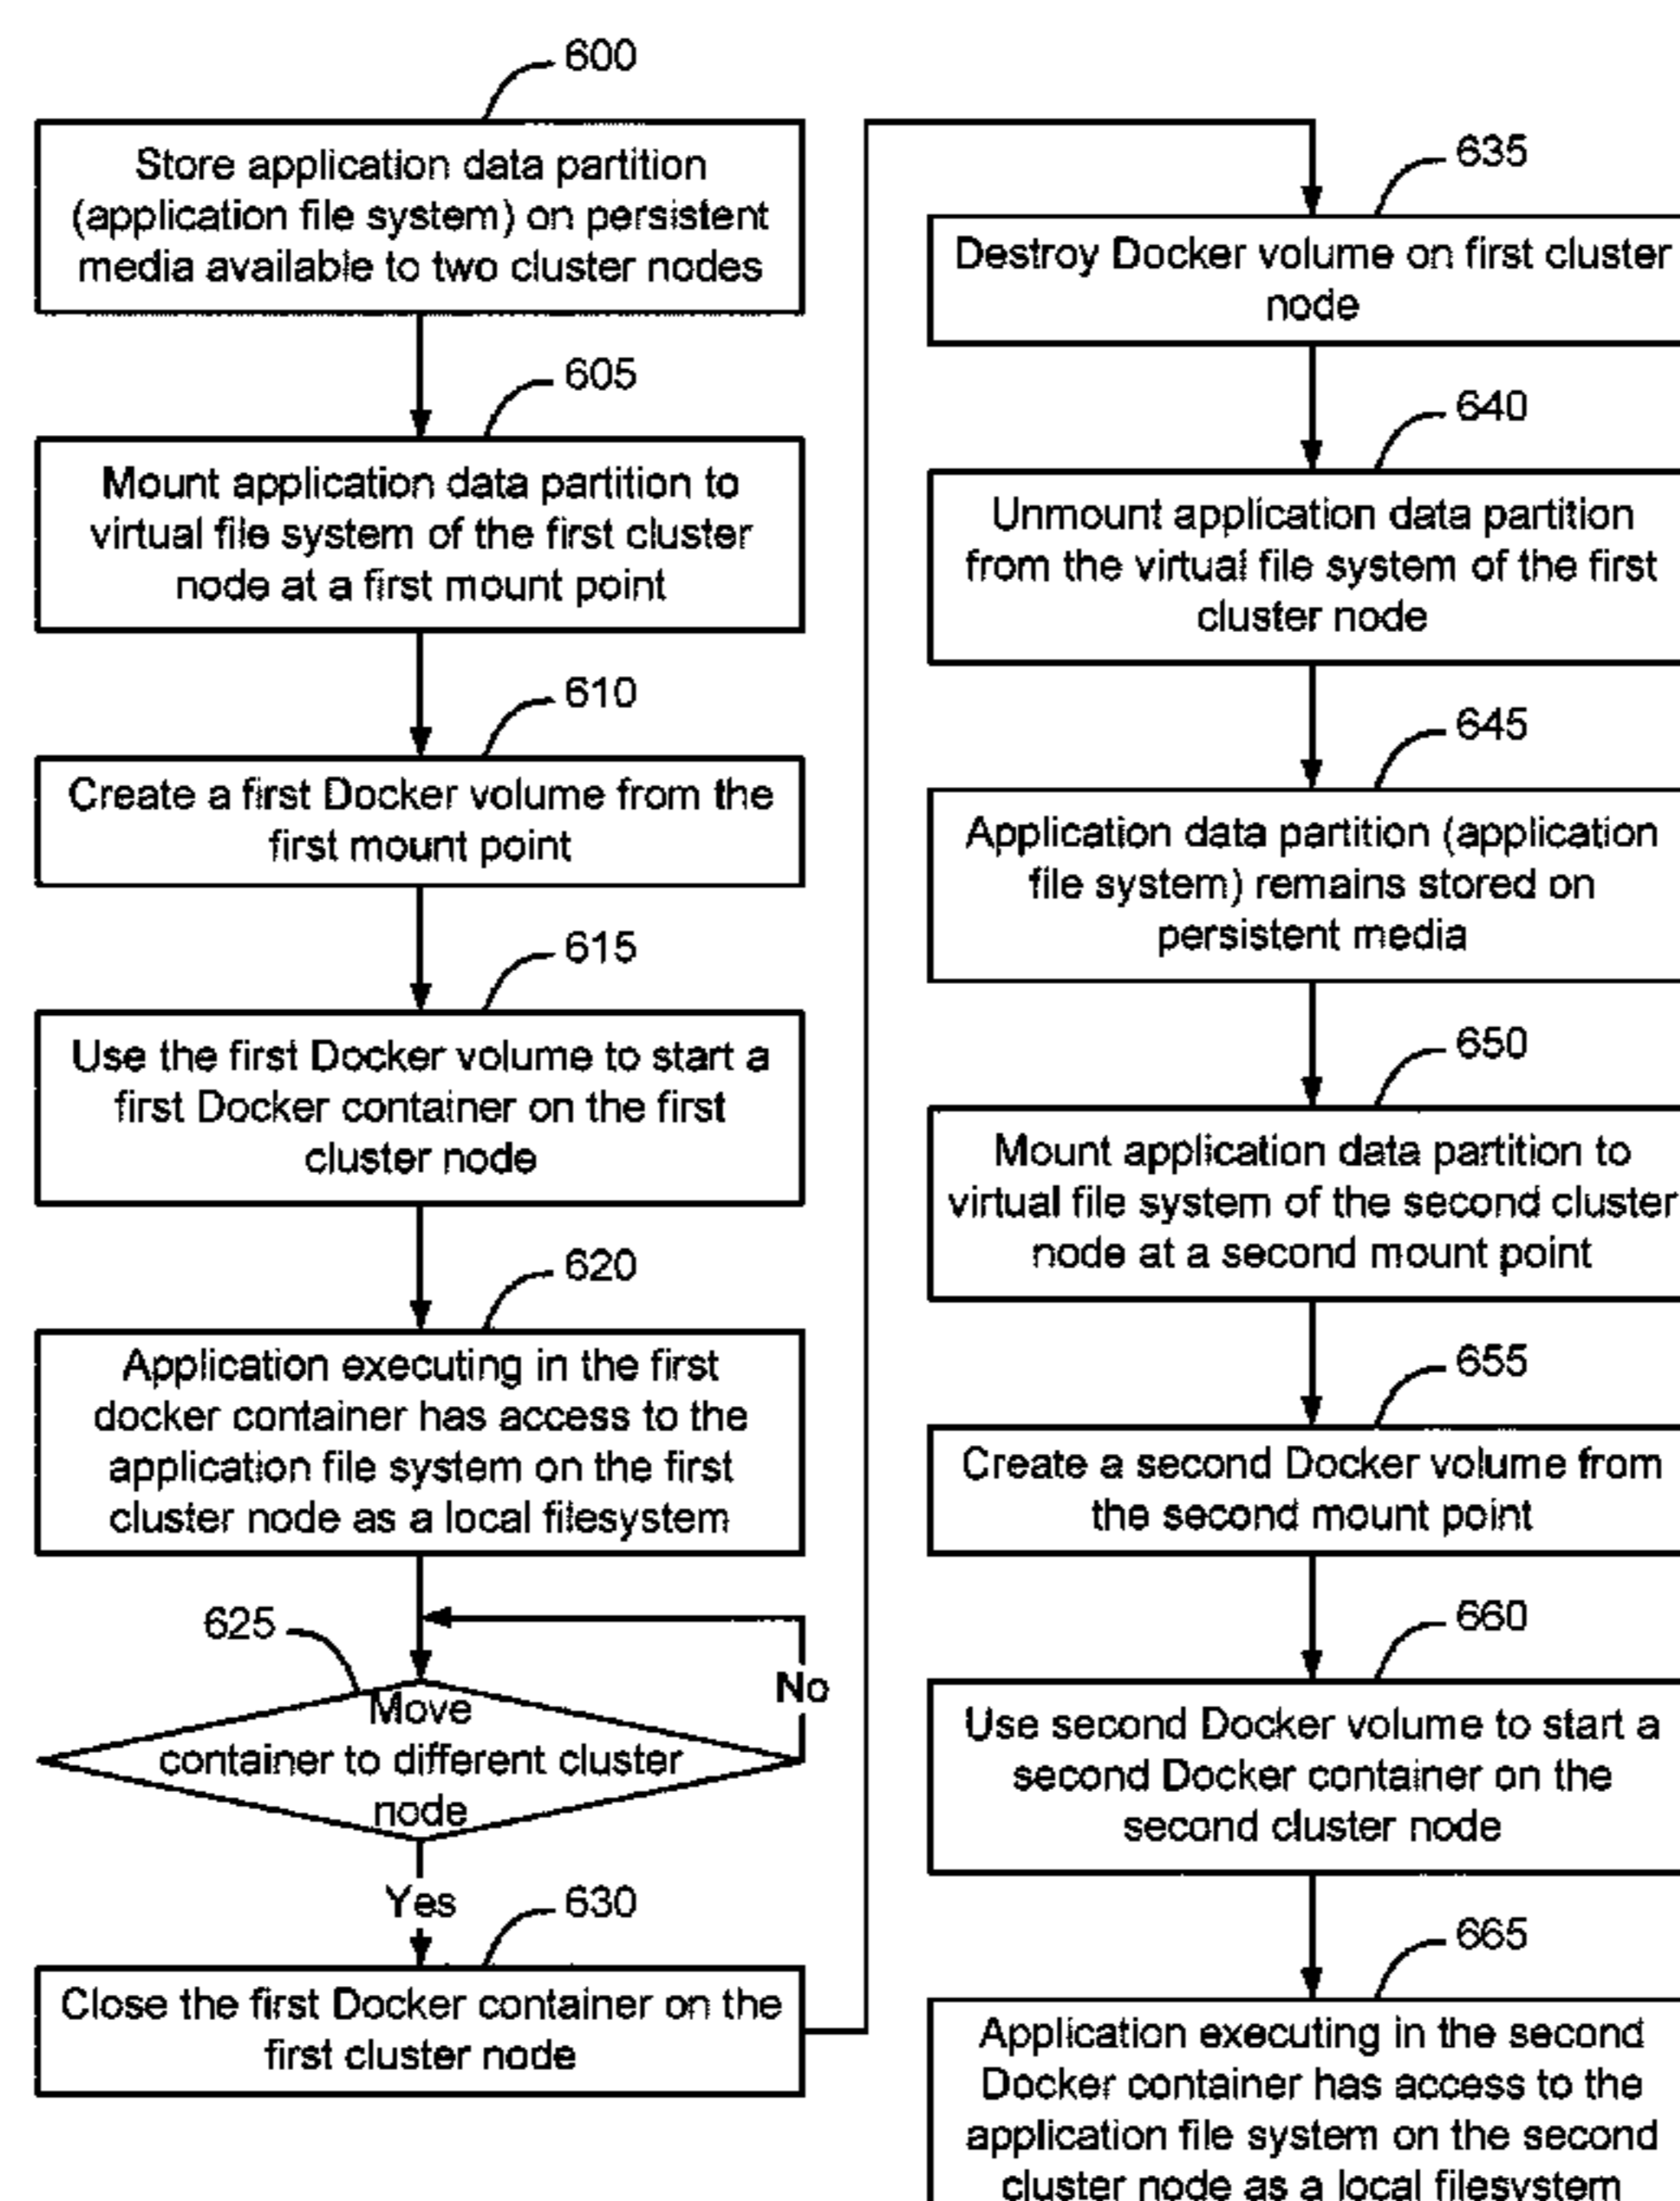 600
Store application data partition
(application file system) on persistent
media available to two cluster nodes
605
Mount application data partition to
virtual file system of the first cluster
node at a first mount point
610
Create a first Docker volume from the
first mount point
615
Use the first Docker volume to start a
first Docker container on the first
cluster node
620
Application executing in the first
docker container has access to the
application file system on the first
cluster node as a local filesystem
625
Move
container to different cluster
node
No
Yes
630
Close the first Docker container on the
first cluster node
635
Destroy Docker volume on first cluster
node
640
Unmount application data partition
from the virtual file system of the first
cluster node
645
Application data partition (application
file system) remains stored on
persistent media
650
Mount application data partition to
virtual file system of the second cluster
node at a second mount point
655
Create a second Docker volume from
the second mount point
660
Use second Docker volume to start a
second Docker container on the
second cluster node
665
Application executing in the second
Docker container has access to the
application file system on the second
cluster node as a local filesystem